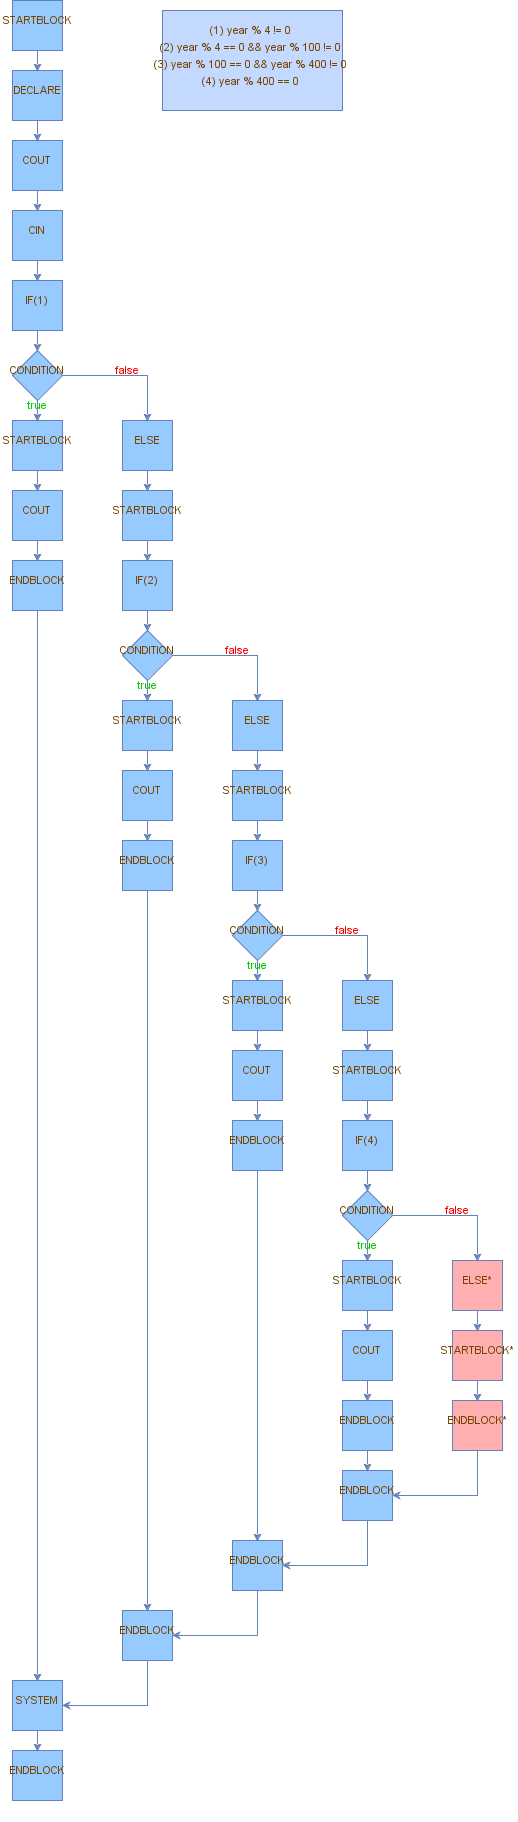 STARTBLOCK
(1) year % 4 != 0
(2) year % 4 == 0 && year % 100 != 0
(3) year % 100 == 0 && year % 400 != 0
(4) year % 400 == 0
DECLARE
COUT
CIN
IF(1)
CONDITION
false
true
STARTBLOCK
ELSE
COUT
STARTBLOCK
ENDBLOCK
IF(2)
CONDITION
false
true
STARTBLOCK
ELSE
COUT
STARTBLOCK
ENDBLOCK
IF(3)
CONDITION
false
true
STARTBLOCK
ELSE
COUT
STARTBLOCK
ENDBLOCK
IF(4)
CONDITION
false
true
STARTBLOCK
ELSE*
COUT
STARTBLOCK*
ENDBLOCK
ENDBLOCK*
ENDBLOCK
ENDBLOCK
ENDBLOCK
SYSTEM
ENDBLOCK